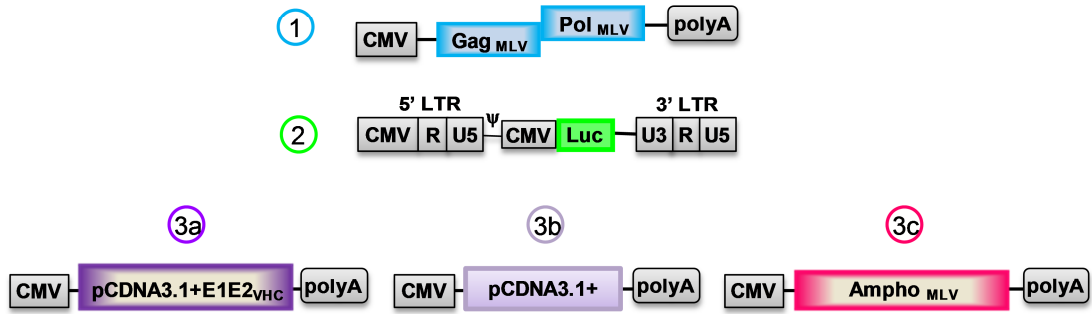 1
CMV Gag MLV Pol MLV polyA
5’ LTR 3’ LTR
2
CMV R U5 Ψ CMV Luc U3 R U5
3a 3b 3c
CMV pCDNA3.1+E1E2VHC polyA CMV pCDNA3.1+ polyA CMV Ampho MLV polyA